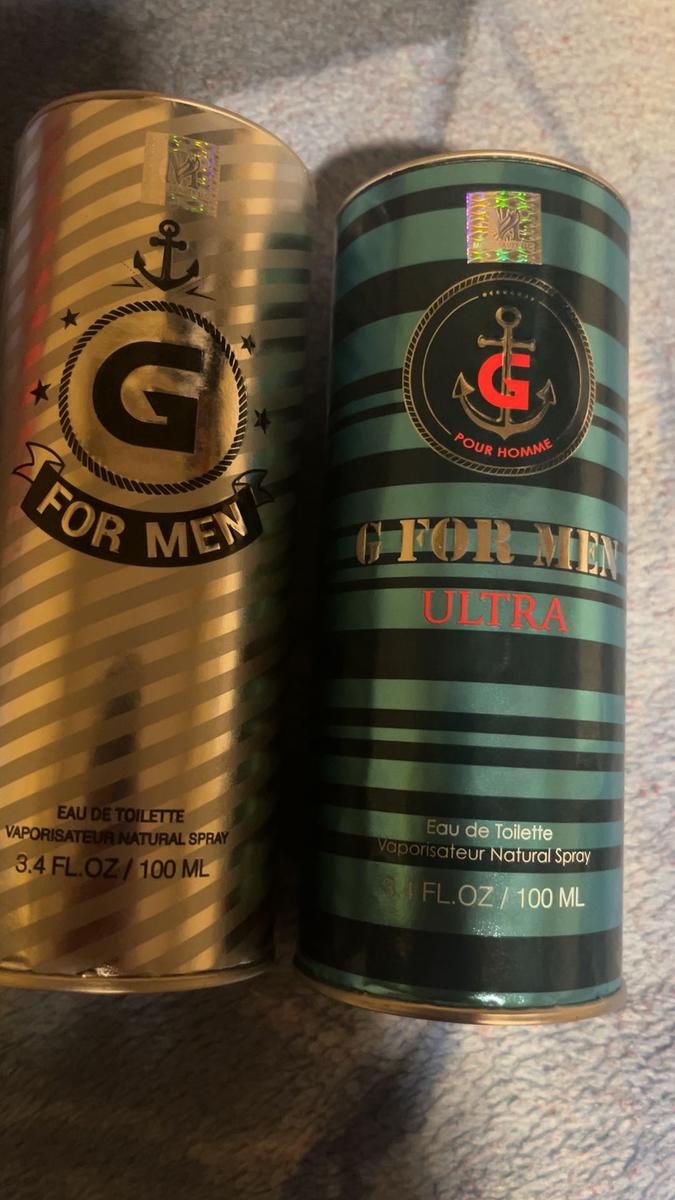 G
FOR MEN
EAU DE TOILETTE
VAPORISATEUR NATURAL SPRAY
3.4 FL.OZ / 100 ML
G
POUR HOMME
G FOR MEN
ULTRA
Eau de Toilette
Vaporisateur Natural Spray
3.4 FL.OZ / 100 ML